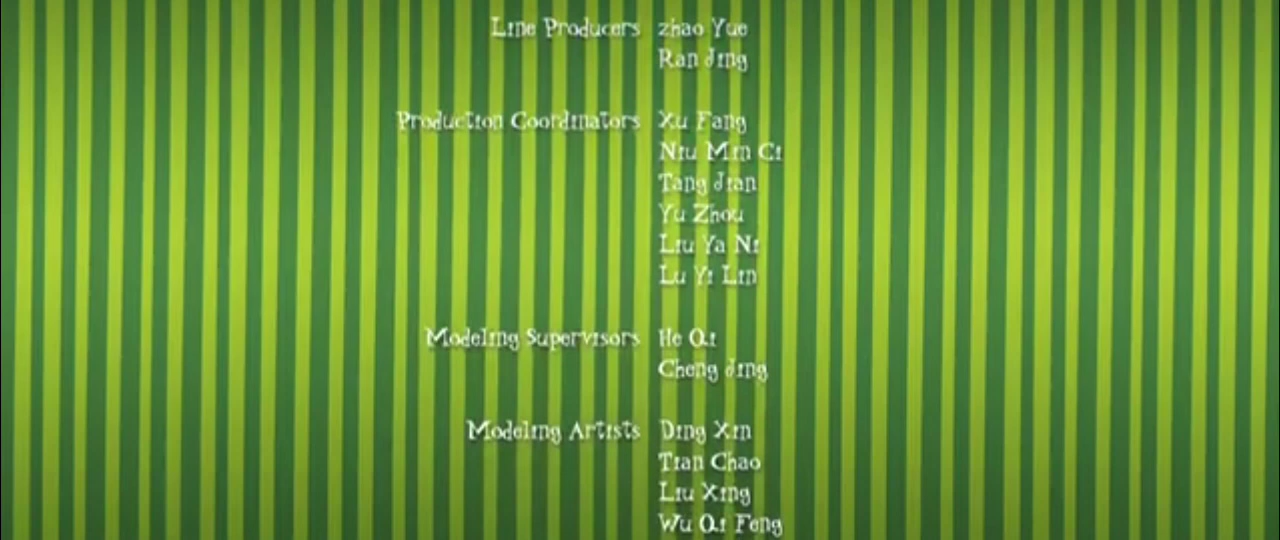 Line Producers zhao Yue
Ran Jing
Production Coordinators Xu Fang
Niu Min Ci
Tang Jian
Yu Zhou
Liu Ya Ni
Lu Yi Lin
Modeling Supervisors He Qi
Cheng Jing
Modeling Artists Ding Xin
Tian Chao
Liu Xing
Wu Qi Feng